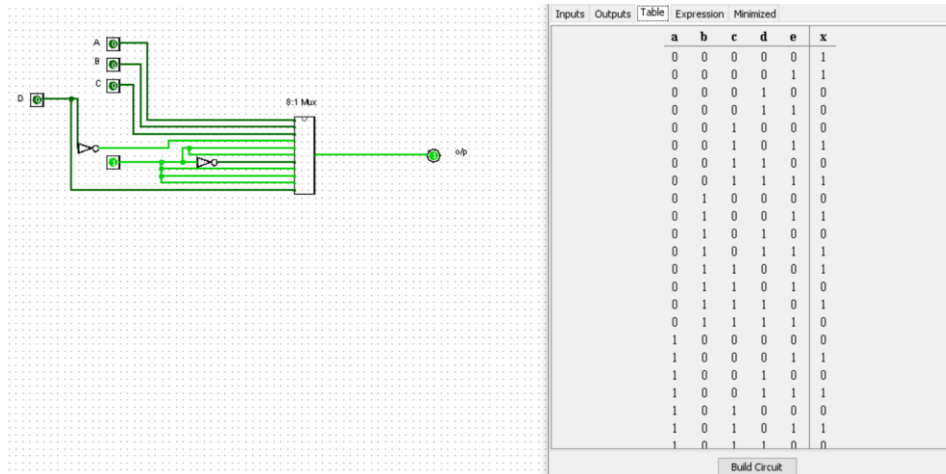 A
B
C
D
8:1 Mux
o/p
Inputs Outputs Table Expression Minimized
a b c d e x
0 0 0 0 0 1
0 0 0 0 1 1
0 0 0 1 0 0
0 0 0 1 1 0
0 0 1 0 0 0
0 0 1 0 1 1
0 0 1 1 0 0
0 0 1 1 1 1
0 1 0 0 0 0
0 1 0 0 1 1
0 1 0 1 0 0
0 1 0 1 1 1
0 1 1 0 0 1
0 1 1 0 1 0
0 1 1 1 0 1
0 1 1 1 1 0
1 0 0 0 0 0
1 0 0 0 1 1
1 0 0 1 0 0
1 0 0 1 1 1
1 0 1 0 0 0
1 0 1 0 1 1
1 0 1 1 0 0
Build Circuit